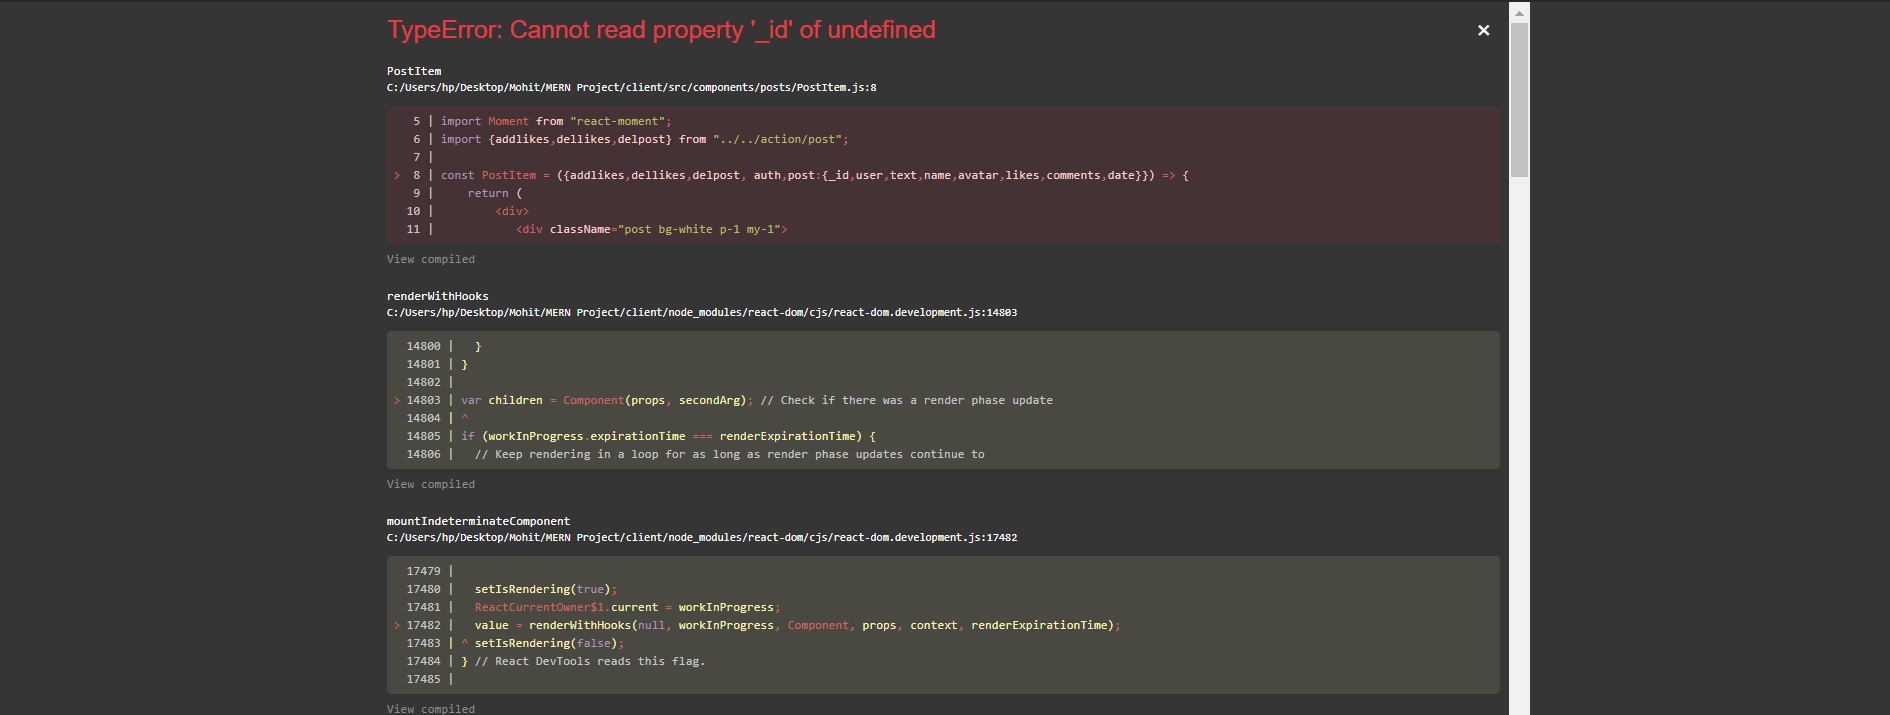 TypeError: Cannot read property '_id' of undefined
×
PostItem
C:/Users/hp/Desktop/Mohit/MERN Project/client/src/components/posts/PostItem.js:8
5 | import Moment from "react-moment";
6 | import {addlikes,dellikes,delpost} from "../../action/post";
7 |
> 8 | const PostItem = ({addlikes,dellikes,delpost, auth,post:{_id,user,text,name,avatar,likes,comments,date}}) => {
9 |     return (
10 |         <div>
11 |            <div className="post bg-white p-1 my-1">
View compiled
renderWithHooks
C:/Users/hp/Desktop/Mohit/MERN Project/client/node_modules/react-dom/cjs/react-dom.development.js:14803
14800 |   }
14801 | }
14802 |
> 14803 | var children = Component(props, secondArg); // Check if there was a render phase update
14804 | ^
14805 | if (workInProgress.expirationTime === renderExpirationTime) {
14806 |   // Keep rendering in a loop for as long as render phase updates continue to
View compiled
mountIndeterminateComponent
C:/Users/hp/Desktop/Mohit/MERN Project/client/node_modules/react-dom/cjs/react-dom.development.js:17482
17479 |
17480 |   setIsRendering(true);
17481 |   ReactCurrentOwner$1.current = workInProgress;
> 17482 |   value = renderWithHooks(null, workInProgress, Component, props, context, renderExpirationTime);
17483 | ^ setIsRendering(false);
17484 | } // React DevTools reads this flag.
17485 |
View compiled